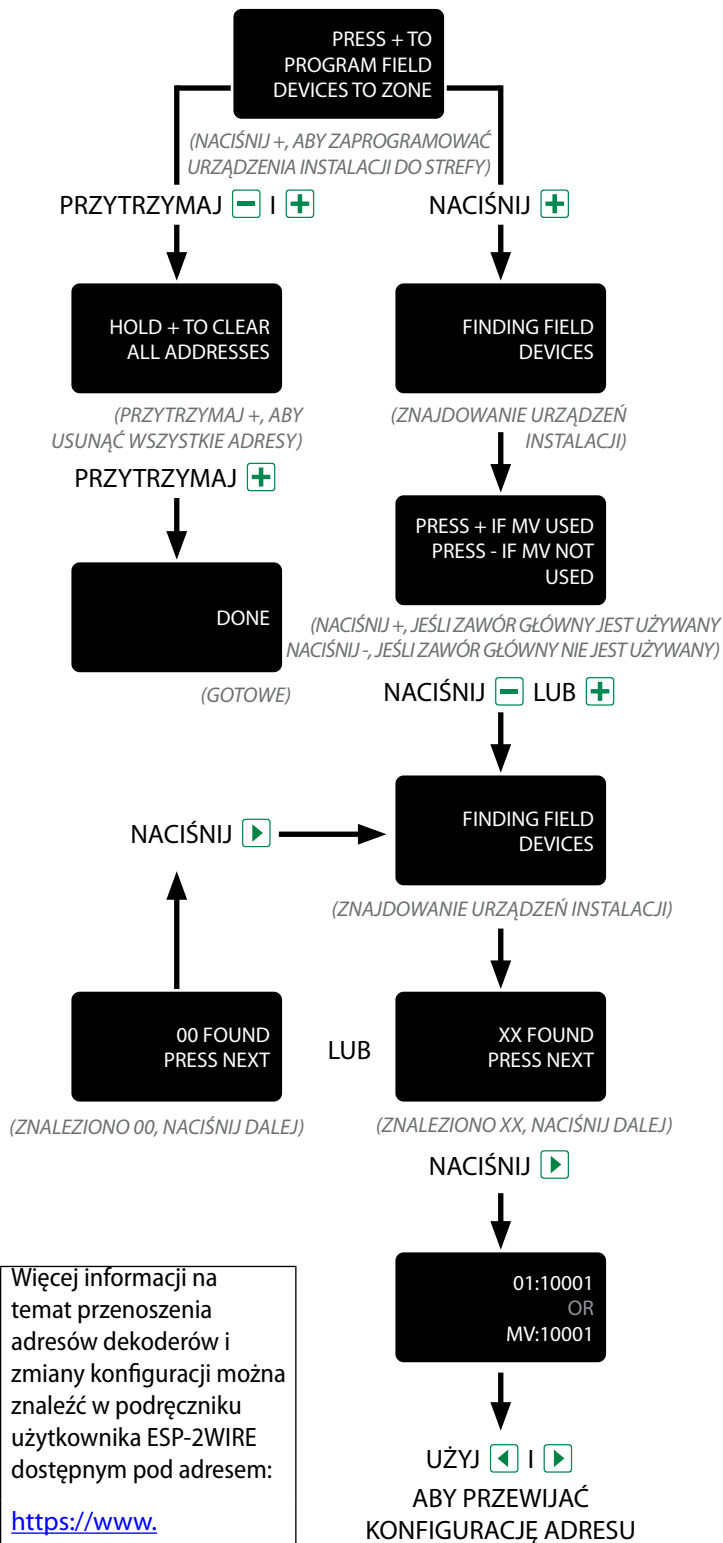 PRESS + TO
PROGRAM FIELD
DEVICES TO ZONE
(NACIŚNIJ +, ABY ZAPROGRAMOWAĆ
URZĄDZENIA INSTALACJI DO STREFY)
PRZYTRZYMAJ - I +
HOLD + TO CLEAR
ALL ADDRESSES
(PRZYTRZYMAJ +, ABY
USUNĄĆ WSZYSTKIE ADRESY)
PRZYTRZYMAJ +
DONE
(GOTOWE)
NACIŚNIJ +
FINDING FIELD
DEVICES
(ZNAJDOWANIE URZĄDZEŃ
INSTALACJI)
PRESS + IF MV USED
PRESS - IF MV NOT
USED
(NACIŚNIJ +, JEŚLI ZAWÓR GŁÓWNY JEST UŻYWANY
NACIŚNIJ -, JEŚLI ZAWÓR GŁÓWNY NIE JEST UŻYWANY)
NACIŚNIJ - LUB +
FINDING FIELD
DEVICES
(ZNAJDOWANIE URZĄDZEŃ INSTALACJI)
NACIŚNIJ
00 FOUND
PRESS NEXT
(ZNALEZIONO 00, NACIŚNIJ DALEJ)
LUB
XX FOUND
PRESS NEXT
(ZNALEZIONO XX, NACIŚNIJ DALEJ)
NACIŚNIJ
01:10001
OR
MV:10001
UŻYJ I
ABY PRZEWIJAĆ
KONFIGURACJĘ ADRESU
Więcej informacji na
temat przenoszenia
adresów dekoderów i
zmiany konfiguracji można
znaleźć w podręczniku
użytkownika ESP-2WIRE
dostępnym pod adresem:
https://www.